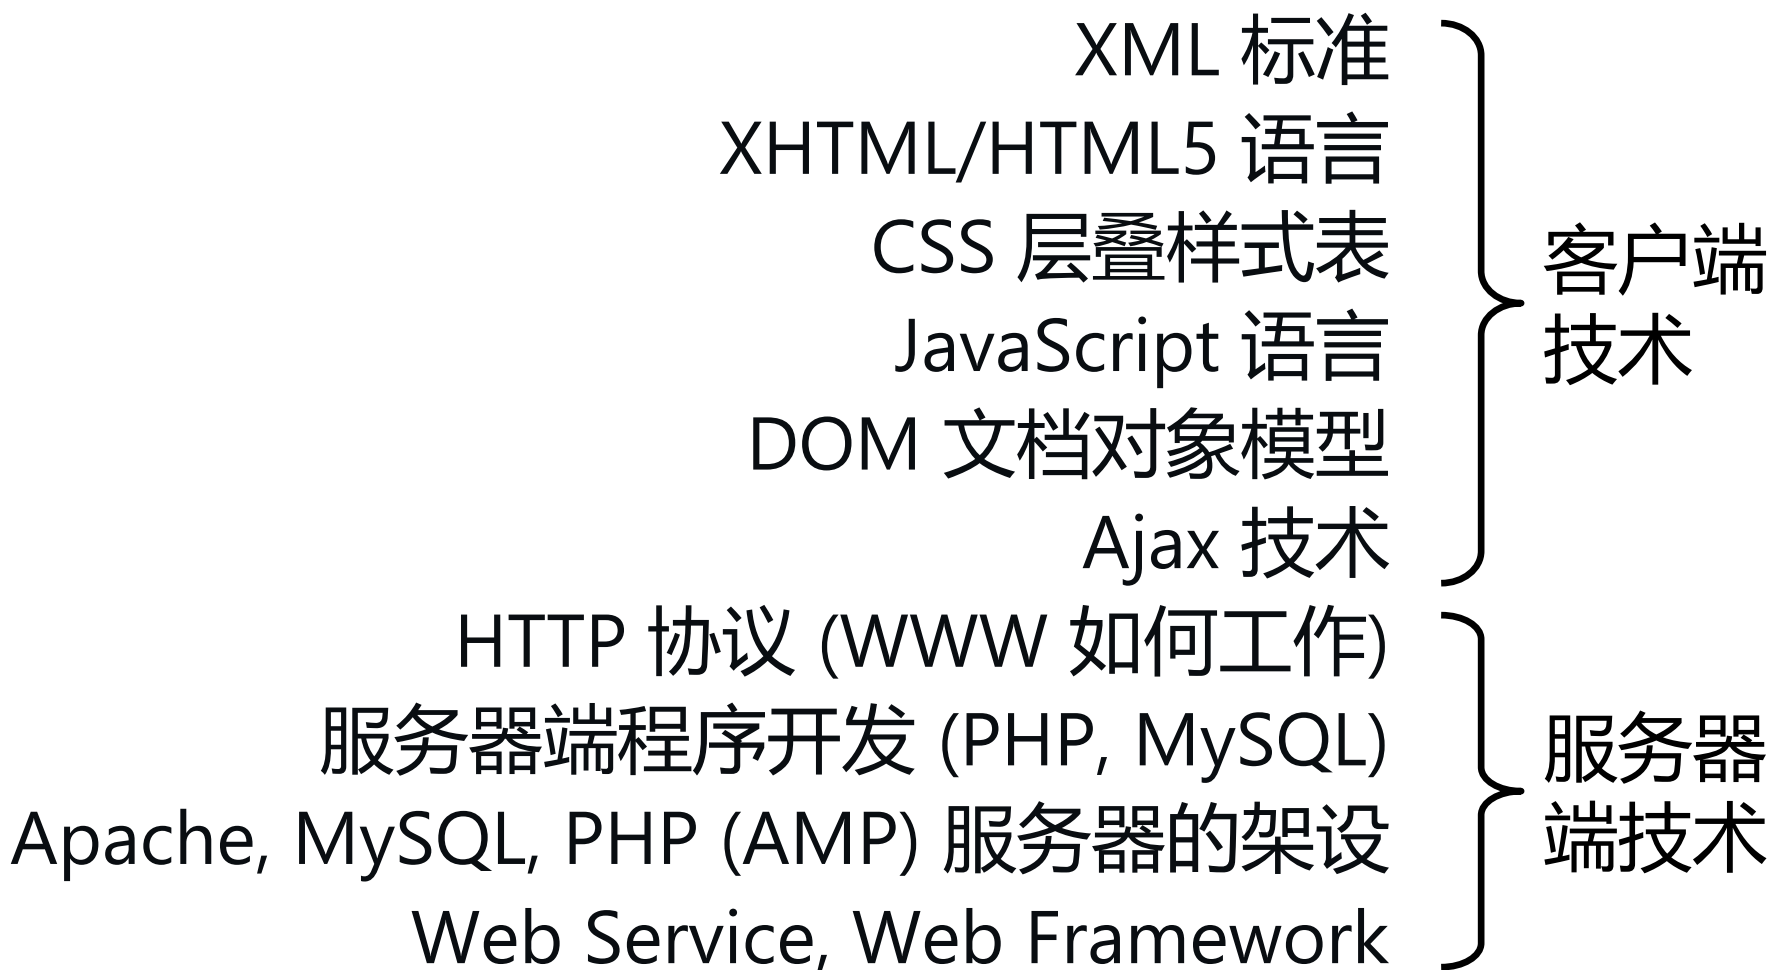 XML 标准
XHTML/HTML5 语言
CSS 层叠样式表
JavaScript 语言
DOM 文档对象模型
Ajax 技术
客户端
技术
HTTP 协议 (WWW 如何工作)
服务器端程序开发 (PHP, MySQL)
Apache, MySQL, PHP (AMP) 服务器的架设
Web Service, Web Framework
服务器
端技术